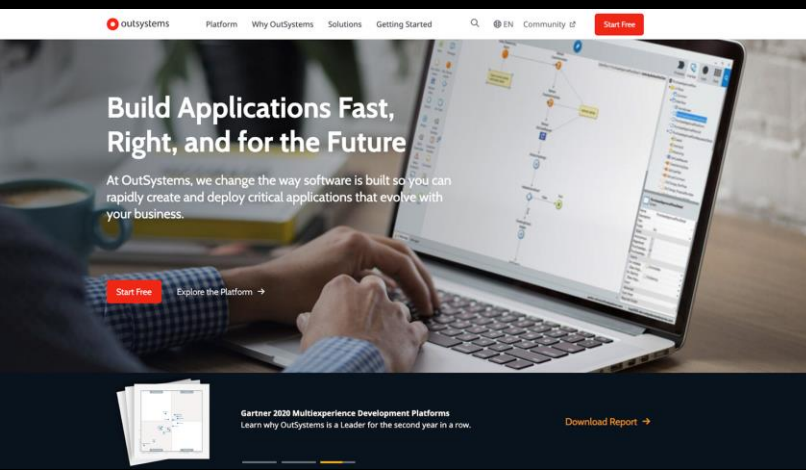 outsystems
Platform Why OutSystems Solutions Getting Started
EN Community
Start Free
Build Applications Fast,
Right, and for the Future
At OutSystems, we change the way software is built so you can
rapidly create and deploy critical applications that evolve with
your business.
Start Free
Explore the Platform →
Gartner 2020 Multiexperience Development Platforms
Learn why OutSystems is a Leader for the second year in a row.
Download Report →